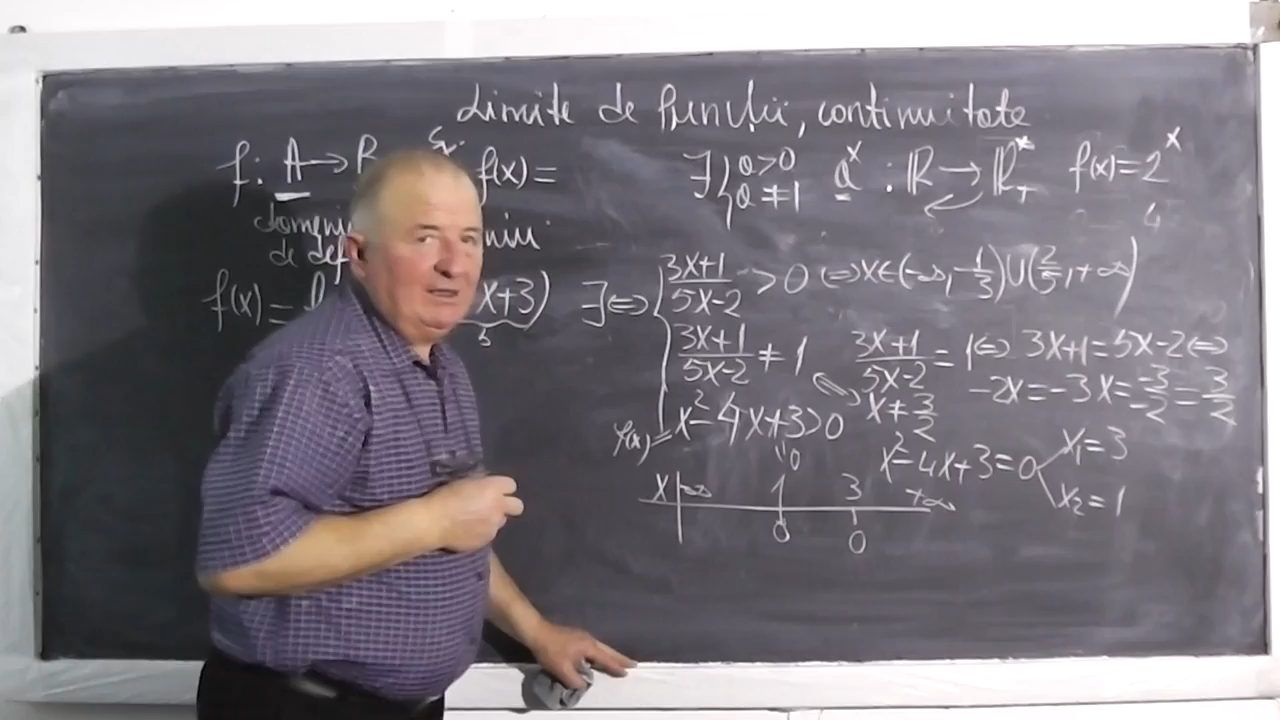 Limite de funcții, continuitate
f: A→R f(x)= ∃{a>0 a≠1 a^x : R→R*₊ f(x)=2^x
domeniu
de def
f(x)= x+3) ∃⇔ {(3x+1)/(5x-2) > 0 ⇔ x∈(-∞,-1/3)∪(2/5,+∞)
(3x+1)/(5x-2) ≠ 1 (3x+1)/(5x-2) = 1 ⇔ 3x+1=5x-2 ⇔
-2x=-3 x=-3/-2=3/2
x≠3/2
f(x)=x²-4x+3>0
x²-4x+3=0 x₁=3
x₂=1
x -∞ 1 3 +∞
0 0